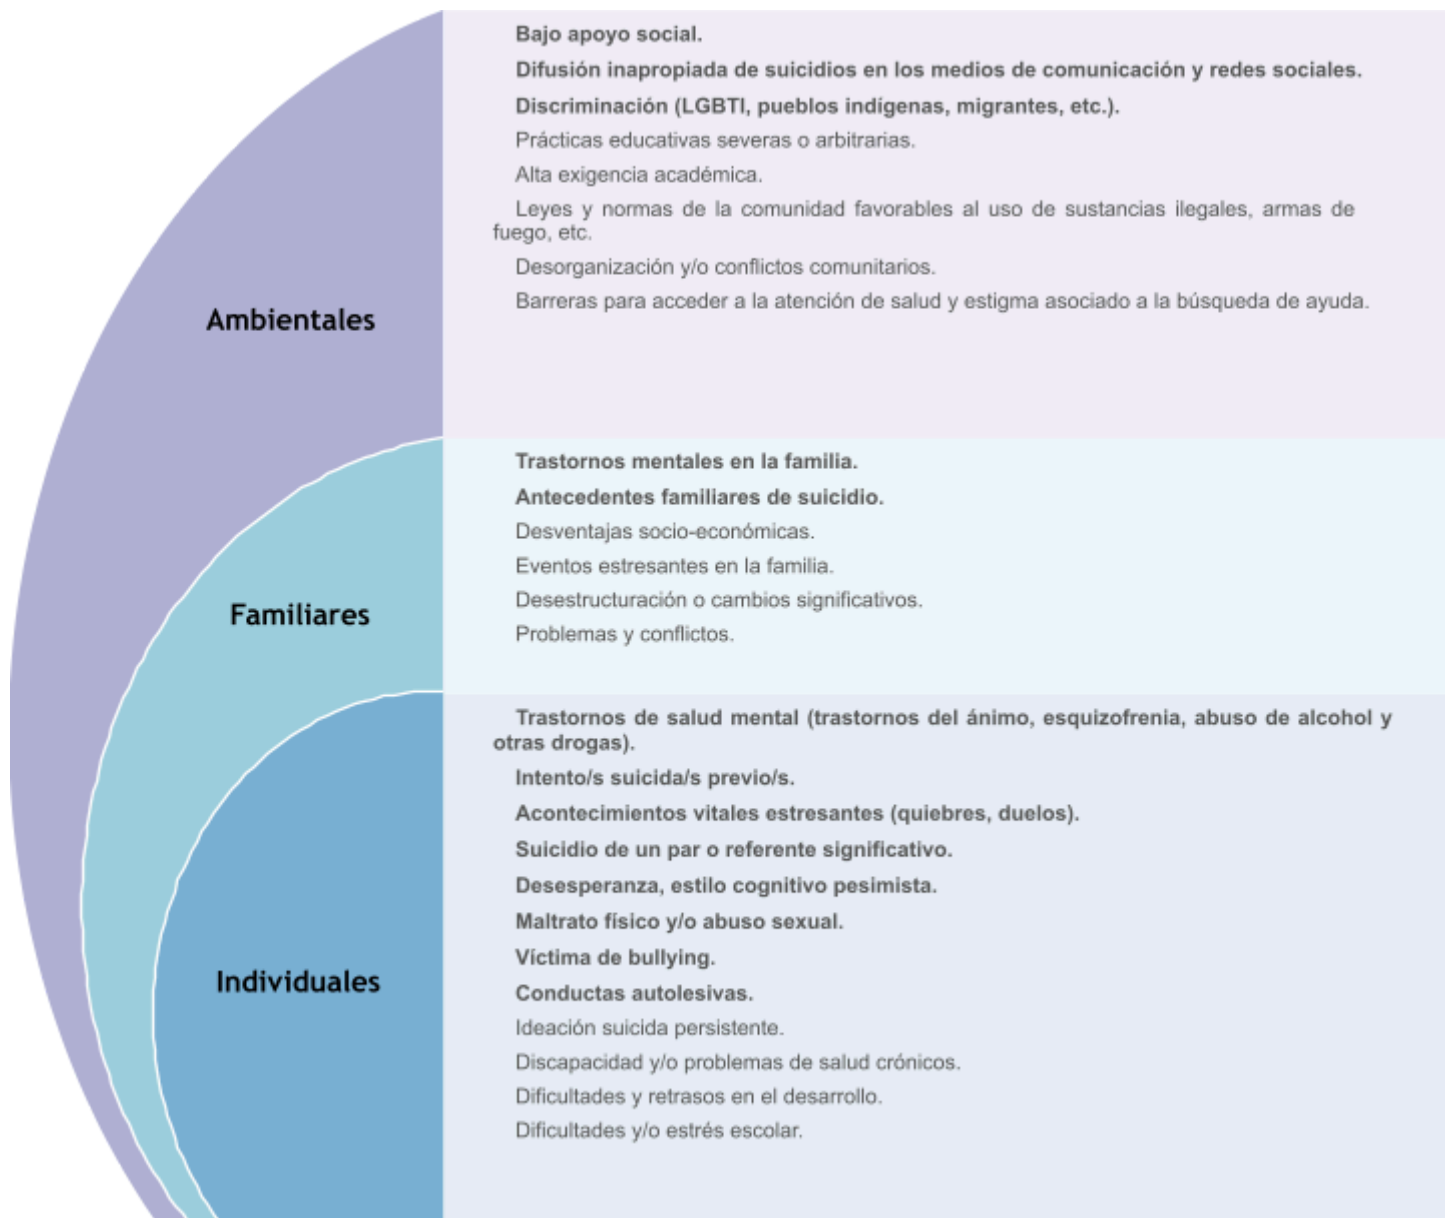 Bajo apoyo social.
Difusión inapropiada de suicidios en los medios de comunicación y redes sociales.
Discriminación (LGBTI, pueblos indígenas, migrantes, etc.).
Prácticas educativas severas o arbitrarias.
Alta exigencia académica.
Leyes y normas de la comunidad favorables al uso de sustancias ilegales, armas de
fuego, etc.
Desorganización y/o conflictos comunitarios.
Barreras para acceder a la atención de salud y estigma asociado a la búsqueda de ayuda.
Ambientales
Trastornos mentales en la familia.
Antecedentes familiares de suicidio.
Desventajas socio-económicas.
Eventos estresantes en la familia.
Desestructuración o cambios significativos.
Problemas y conflictos.
Familiares
Trastornos de salud mental (trastornos del ánimo, esquizofrenia, abuso de alcohol y
otras drogas).
Intento/s suicida/s previo/s.
Acontecimientos vitales estresantes (quiebres, duelos).
Suicidio de un par o referente significativo.
Desesperanza, estilo cognitivo pesimista.
Maltrato físico y/o abuso sexual.
Víctima de bullying.
Conductas autolesivas.
Ideación suicida persistente.
Discapacidad y/o problemas de salud crónicos.
Dificultades y retrasos en el desarrollo.
Dificultades y/o estrés escolar.
Individuales